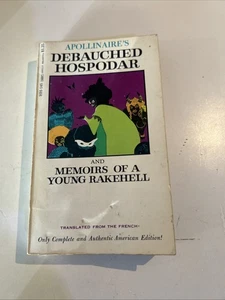 APOLLINAIRE'S
DEBAUCHED
HOSPODAR
AND
MEMOIRS OF A
YOUNG RAKEHELL
TRANSLATED FROM THE FRENCH
Only Complete and Authentic American Edition!